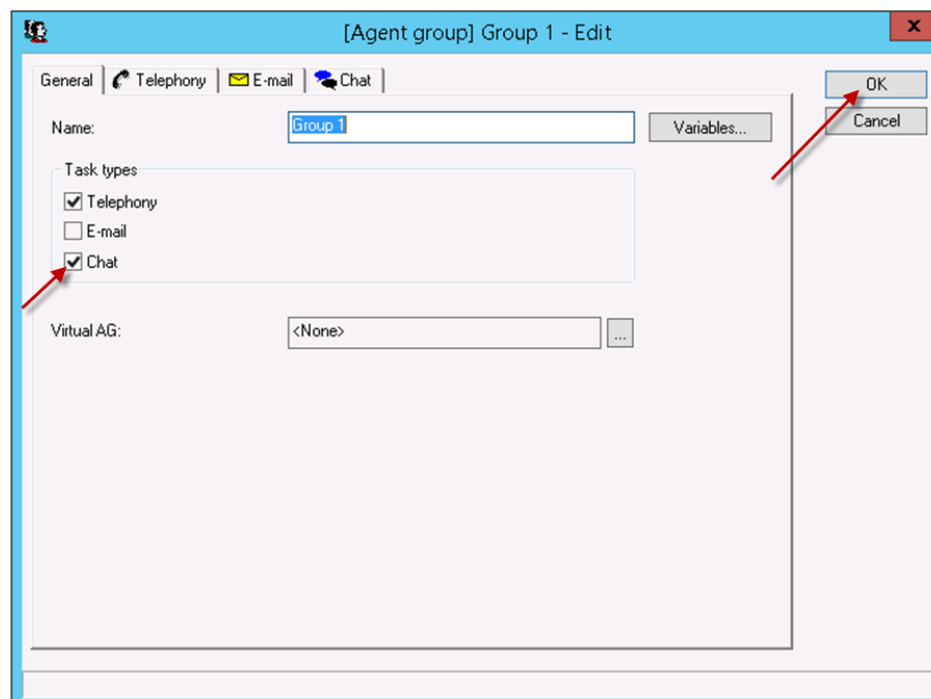 [Agent group] Group 1 - Edit
x
General Telephony E-mail Chat
OK
Cancel
Name: Group 1 Variables...
Task types
Telephony
E-mail
Chat
Virtual AG: <None> ...